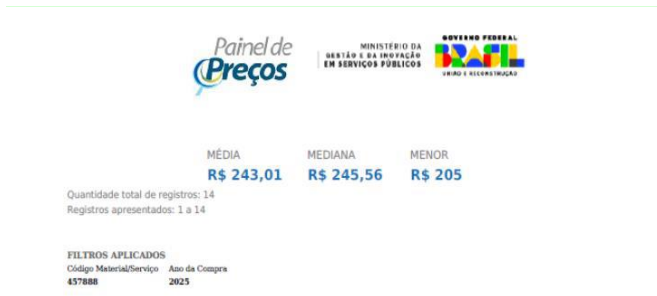 Painel de
Preços
MINISTÉRIO DA
GESTÃO E DA INOVAÇÃO
EM SERVIÇOS PÚBLICOS
GOVERNO FEDERAL
BRASIL
UNIÃO E RECONSTRUÇÃO
MÉDIA MEDIANA MENOR
R$ 243,01 R$ 245,56 R$ 205
Quantidade total de registros: 14
Registros apresentados: 1 a 14
FILTROS APLICADOS
Código Material/Serviço Ano da Compra
457888 2025